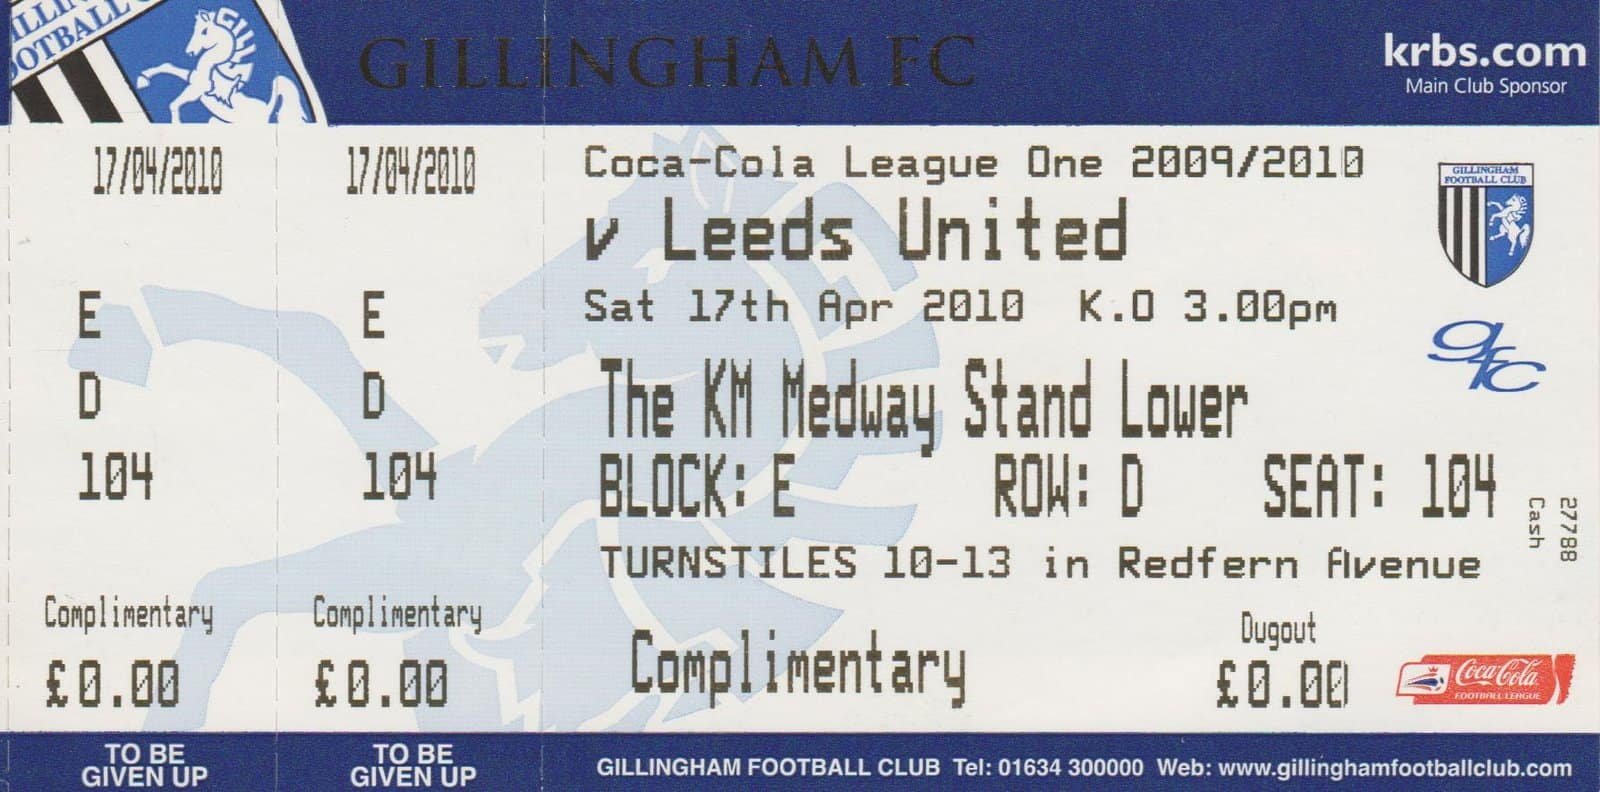 GILLINGHAM FC
krbs.com
Main Club Sponsor
FOOTBALL
17/04/2010
E
D
104
Complimentary
£0.00
TO BE
GIVEN UP
17/04/2010
E
D
104
Complimentary
£0.00
TO BE
GIVEN UP
Coca-Cola League One 2009/2010
v Leeds United
Sat 17th Apr 2010 K.O 3.00pm
The KM Medway Stand Lower
BLOCK: E ROW: D SEAT: 104
TURNSTILES 10-13 in Redfern Avenue
Complimentary
Dugout
£0.00
GILLINGHAM
FOOTBALL CLUB
GFC
27788
Cash
Coca-Cola
FOOTBALL LEAGUE
GILLINGHAM FOOTBALL CLUB Tel: 01634 300000 Web: www.gillinghamfootballclub.com